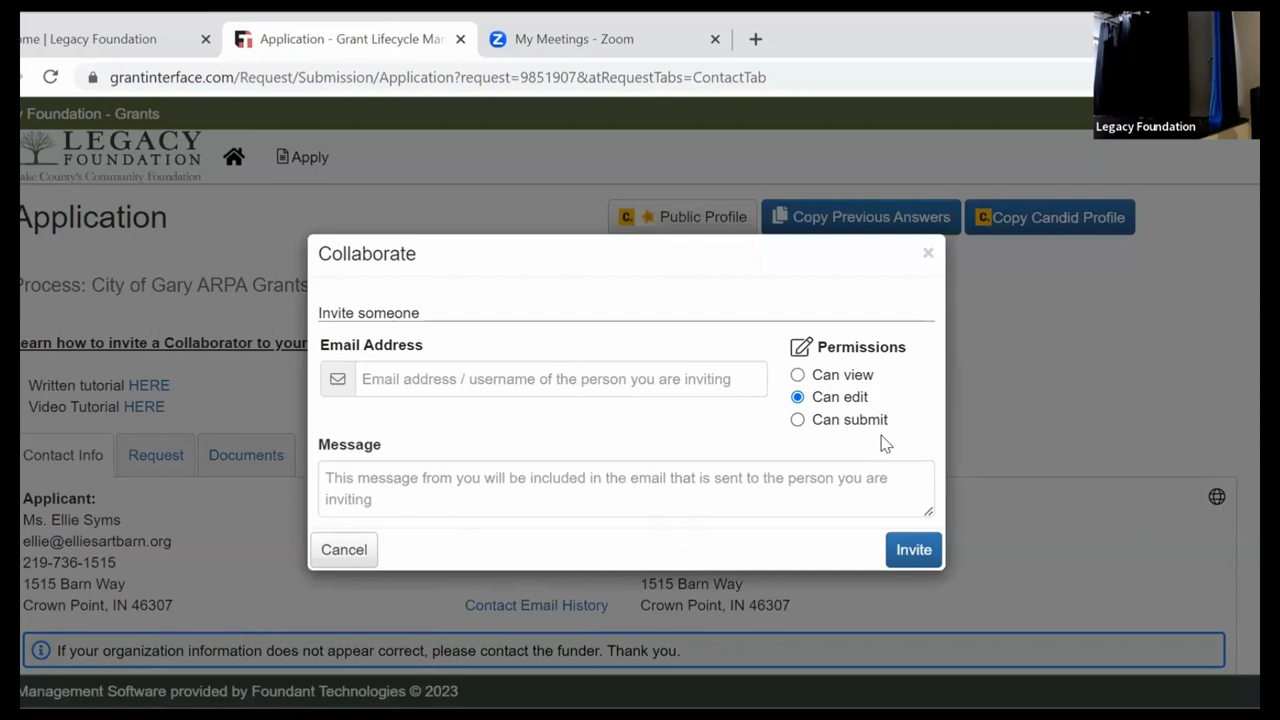 ome | Legacy Foundation
Application - Grant Lifecycle Mar
My Meetings - Zoom
grantinterface.com/Request/Submission/Application?request=9851907&atRequestTabs=ContactTab
Legacy Foundation
y Foundation - Grants
LEGACY
FOUNDATION
ake County's Community Foundation
Apply
Application
C. Public Profile
Copy Previous Answers
C. Copy Candid Profile
Process: City of Gary ARPA Grants
earn how to invite a Collaborator to your
Written tutorial HERE
Video Tutorial HERE
Contact Info
Request
Documents
Collaborate
×
Invite someone
Email Address
Email address / username of the person you are inviting
Permissions
Can view
Can edit
Can submit
Message
This message from you will be included in the email that is sent to the person you are
inviting
Cancel
Invite
Applicant:
Ms. Ellie Syms
ellie@elliesartbarn.org
219-736-1515
1515 Barn Way
Crown Point, IN 46307
Contact Email History
1515 Barn Way
Crown Point, IN 46307
If your organization information does not appear correct, please contact the funder. Thank you.
Management Software provided by Foundant Technologies © 2023